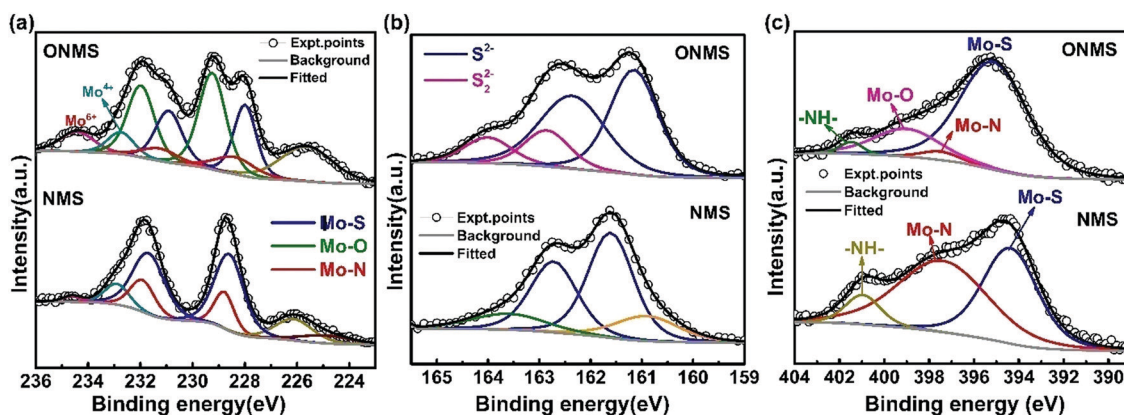 (a)
ONMS
Expt.points
Background
Fitted
Mo⁴⁺
Mo⁶⁺
NMS
Mo-S
Mo-O
Mo-N
Intensity(a.u.)
236 234 232 230 228 226 224
Binding energy(eV)
(b)
ONMS
S²⁻
S₂²⁻
Expt.points
Background
Fitted
NMS
Intensity(a.u.)
165 164 163 162 161 160 159
Binding energy(eV)
(c)
Mo-S
ONMS
Mo-O
-NH-
Mo-N
Expt.points
Background
Fitted
Mo-S
NMS
Mo-N
-NH-
Intensity(a.u.)
404 402 400 398 396 394 392 390
Binding energy (eV)